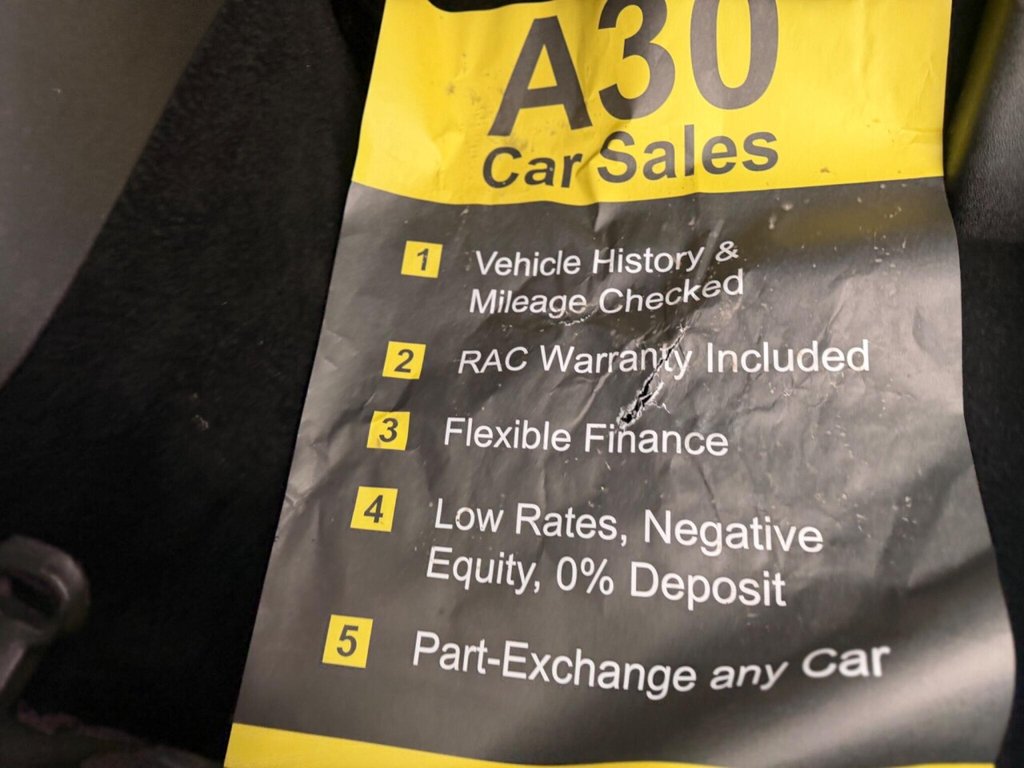 A30
Car Sales
1 Vehicle History &
Mileage Checked
2 RAC Warranty Included
3 Flexible Finance
4 Low Rates, Negative
Equity, 0% Deposit
5 Part-Exchange any Car